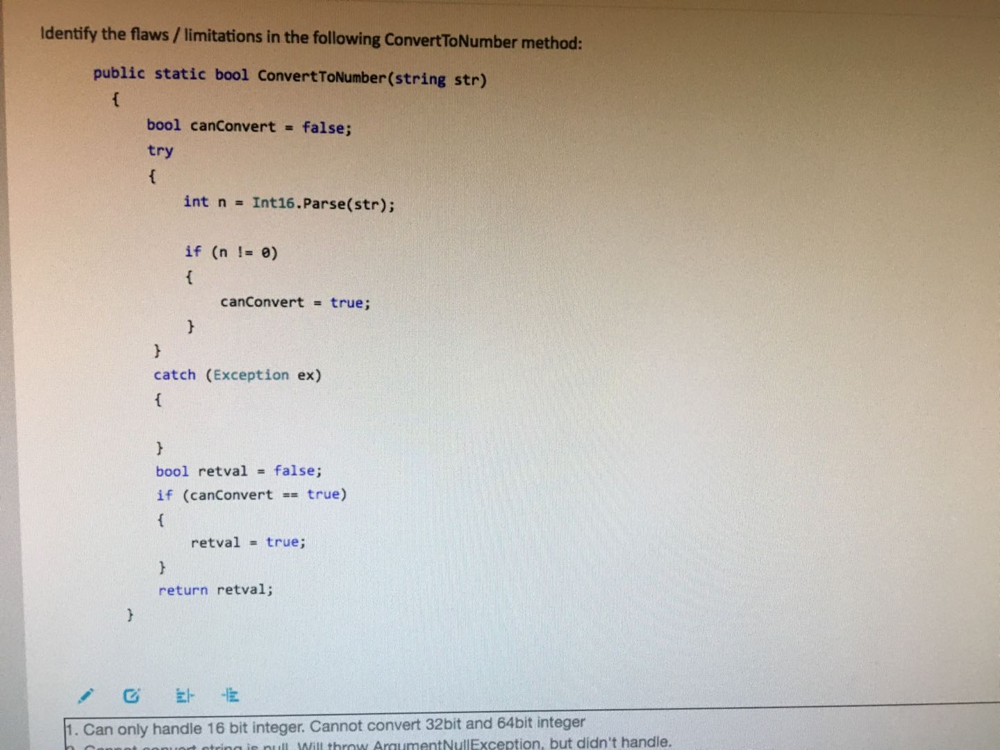 Identify the flaws / limitations in the following ConvertToNumber method:
public static bool ConvertToNumber(string str)
{
bool canConvert = false;
try
{
int n = Int16.Parse(str);
if (n != 0)
{
canConvert = true;
}
}
catch (Exception ex)
{
}
bool retval = false;
if (canConvert == true)
{
retval = true;
}
return retval;
}
1. Can only handle 16 bit integer. Cannot convert 32bit and 64bit integer
2. Cannot convert string is null. Will throw ArgumentNullException, but didn't handle.